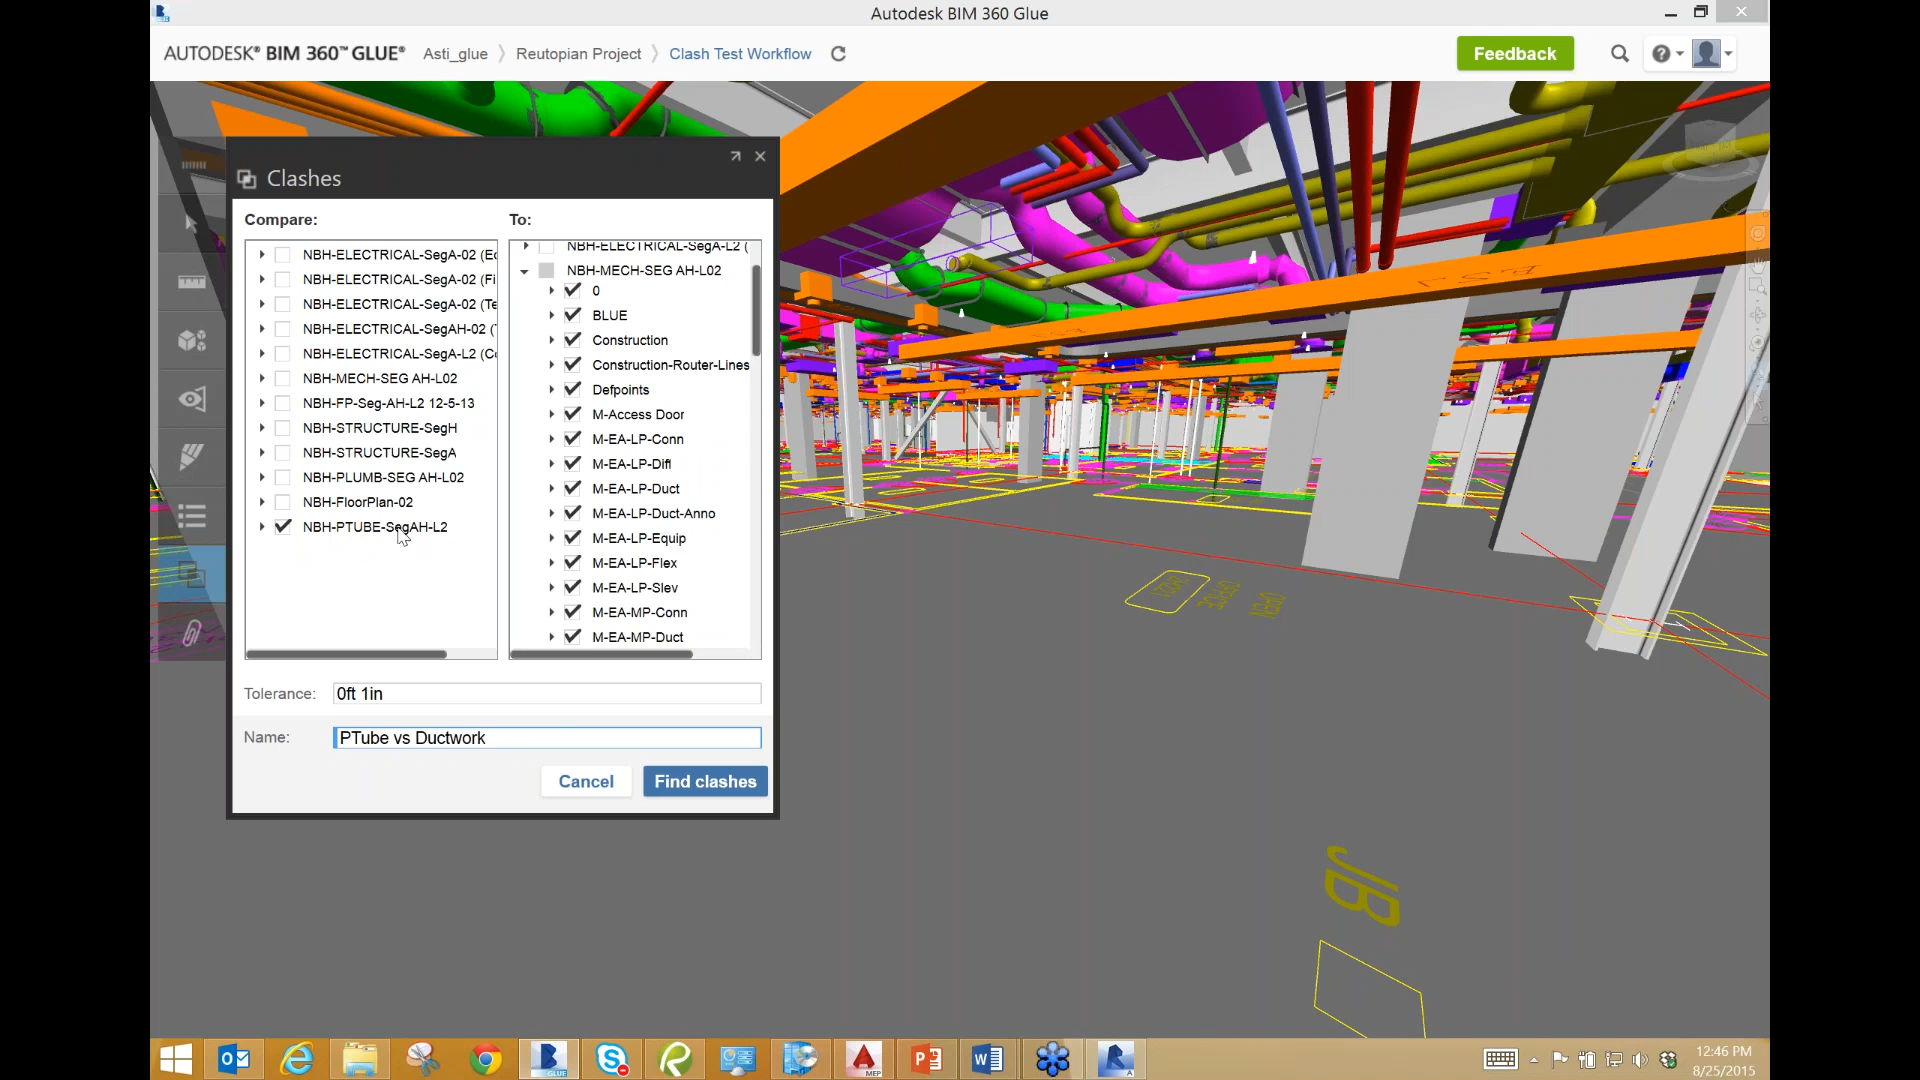 Autodesk BIM 360 Glue
AUTODESK® BIM 360™ GLUE® Asti_glue Reutopian Project Clash Test Workflow
Feedback
Clashes
Compare:
NBH-ELECTRICAL-SegA-02 (Ec
NBH-ELECTRICAL-SegA-02 (Fi
NBH-ELECTRICAL-SegA-02 (Te
NBH-ELECTRICAL-SegAH-02 (T
NBH-ELECTRICAL-SegA-L2 (Co
NBH-MECH-SEG AH-L02
NBH-FP-Seg-AH-L2 12-5-13
NBH-STRUCTURE-SegH
NBH-STRUCTURE-SegA
NBH-PLUMB-SEG AH-L02
NBH-FloorPlan-02
NBH-PTUBE-SegAH-L2
To:
NBH-ELECTRICAL-SegA-L2 (
NBH-MECH-SEG AH-L02
0
BLUE
Construction
Construction-Router-Lines
Defpoints
M-Access Door
M-EA-LP-Conn
M-EA-LP-Diff
M-EA-LP-Duct
M-EA-LP-Duct-Anno
M-EA-LP-Equip
M-EA-LP-Flex
M-EA-LP-Slev
M-EA-MP-Conn
M-EA-MP-Duct
Tolerance: 0ft 1in
Name: PTube vs Ductwork
Cancel Find clashes
OPEN
JB
GLUE
MEP
A
12:46 PM
8/25/2015